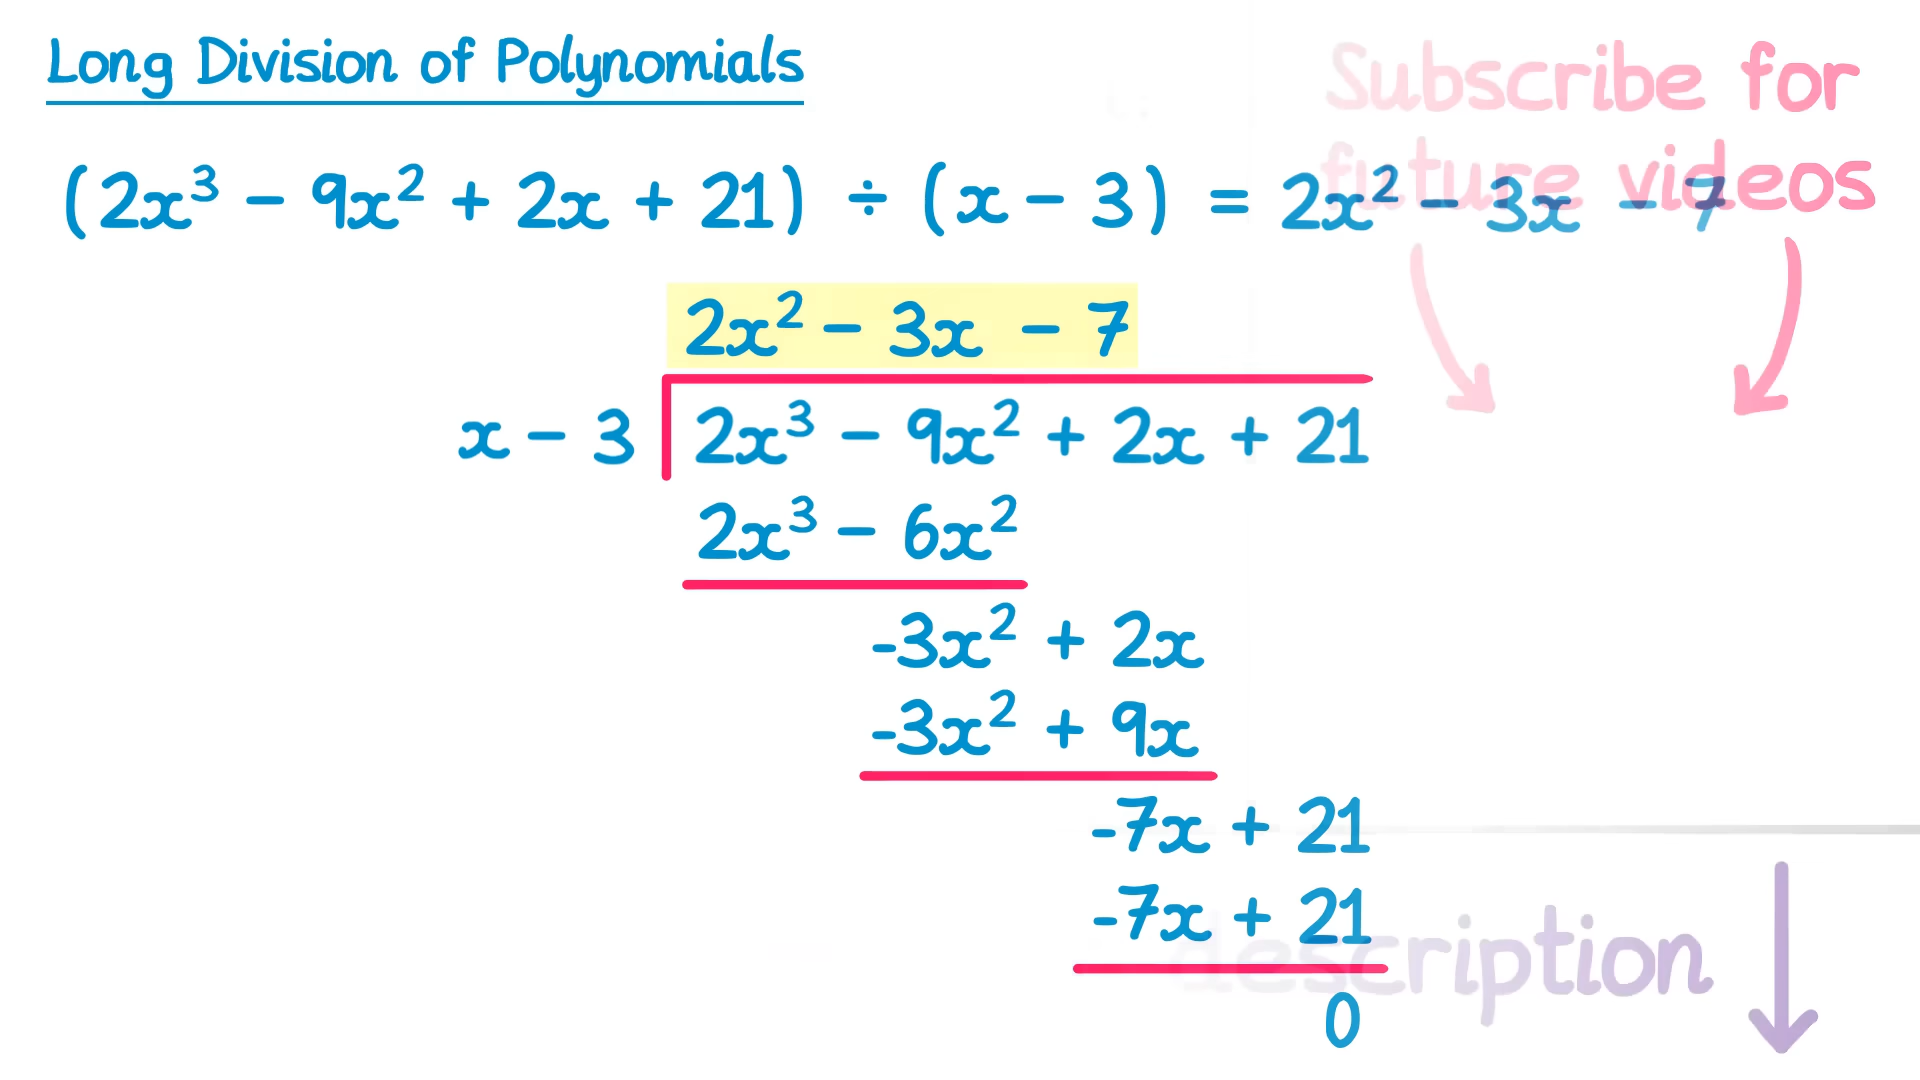 Long Division of Polynomials
Subscribe for
future videos
(2x³ − 9x² + 2x + 21) ÷ (x − 3) = 2x² − 3x − 7
2x² − 3x − 7
x − 3 2x³ − 9x² + 2x + 21
2x³ − 6x²
-3x² + 2x
-3x² + 9x
-7x + 21
-7x + 21
description
0